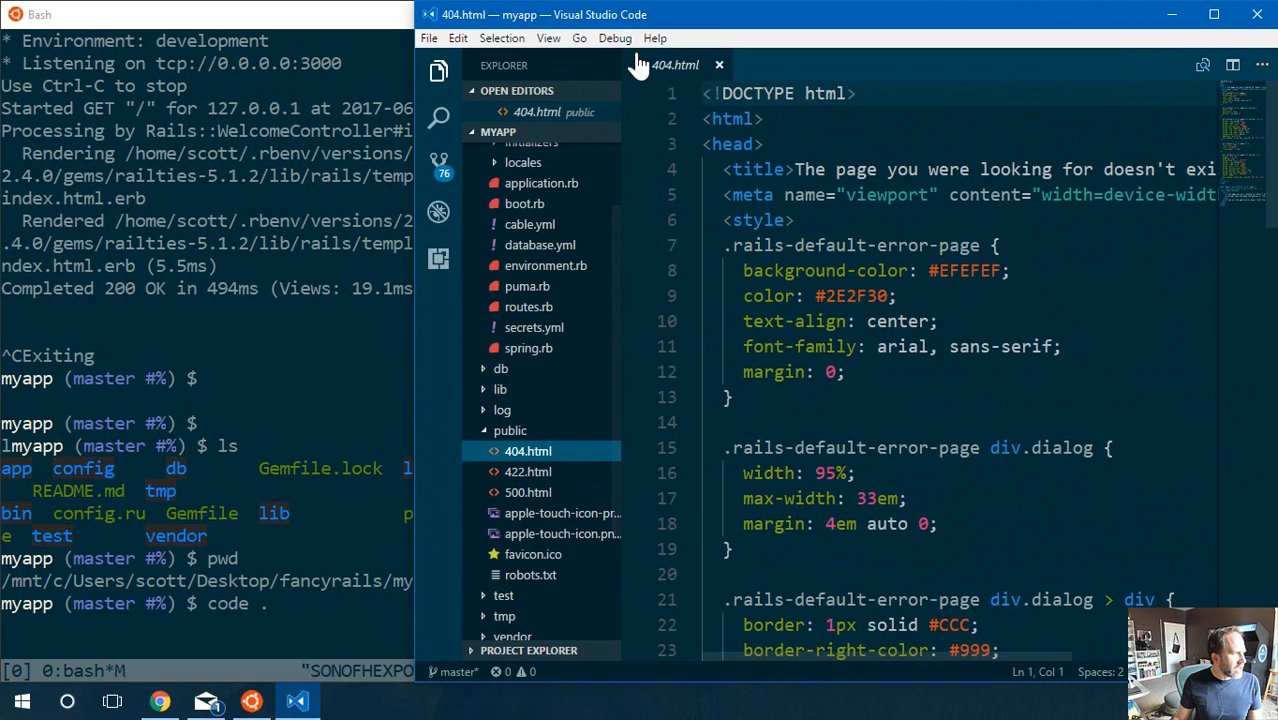 Bash
* Environment: development
* Listening on tcp://0.0.0.0:3000
Use Ctrl-C to stop
Started GET "/" for 127.0.0.1 at 2017-06
Processing by Rails::WelcomeController#i
Rendering /home/scott/.rbenv/versions/
2.4.0/gems/railties-5.1.2/lib/rails/temp
index.html.erb
Rendered /home/scott/.rbenv/versions/2
.4.0/gems/railties-5.1.2/lib/rails/templ
ndex.html.erb (5.5ms)
Completed 200 OK in 494ms (Views: 19.1ms
^CExiting
myapp (master #%) $
myapp (master #%) $
lmyapp (master #%) $ ls
app config db Gemfile.lock l
README.md tmp
bin config.ru Gemfile lib p
e test vendor
myapp (master #%) $ pwd
/mnt/c/Users/scott/Desktop/fancyrails/my
myapp (master #%) $ code .
[0] 0:bash*M "SONOFHEXPO
404.html — myapp — Visual Studio Code
File Edit Selection View Go Debug Help
EXPLORER
OPEN EDITORS
404.html public
MYAPP
initializers
locales
application.rb
boot.rb
cable.yml
database.yml
environment.rb
puma.rb
routes.rb
secrets.yml
spring.rb
db
lib
log
public
404.html
422.html
500.html
apple-touch-icon-pr...
apple-touch-icon.pn...
favicon.ico
robots.txt
test
tmp
vendor
PROJECT EXPLORER
76
404.html
1 <!DOCTYPE html>
2 <html>
3 <head>
4 <title>The page you were looking for doesn't exi
5 <meta name="viewport" content="width=device-widt
6 <style>
7 .rails-default-error-page {
8 background-color: #EFEFEF;
9 color: #2E2F30;
10 text-align: center;
11 font-family: arial, sans-serif;
12 margin: 0;
13 }
14
15 .rails-default-error-page div.dialog {
16 width: 95%;
17 max-width: 33em;
18 margin: 4em auto 0;
19 }
20
21 .rails-default-error-page div.dialog > div {
22 border: 1px solid #CCC;
23 border-right-color: #999;
master* 0 0 Ln 1, Col 1 Spaces: 2
1